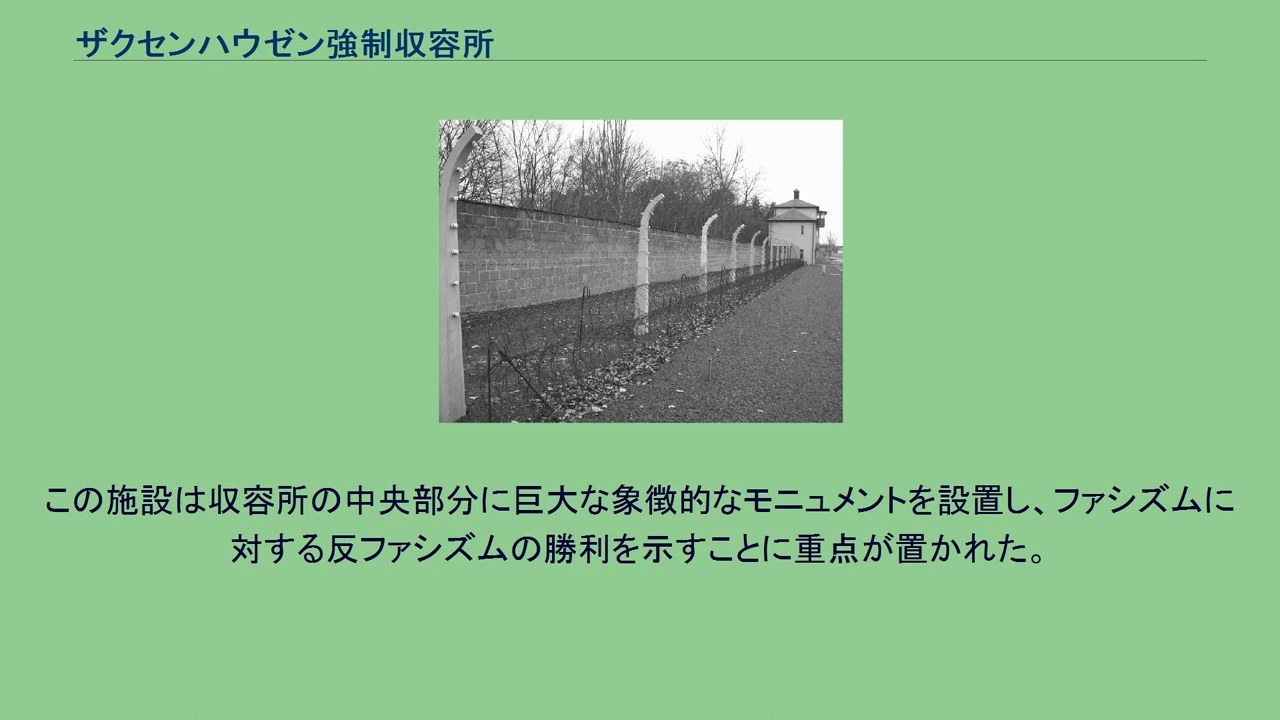 ザクセンハウゼン強制収容所
この施設は収容所の中央部分に巨大な象徴的なモニュメントを設置し、ファシズムに
対する反ファシズムの勝利を示すことに重点が置かれた。